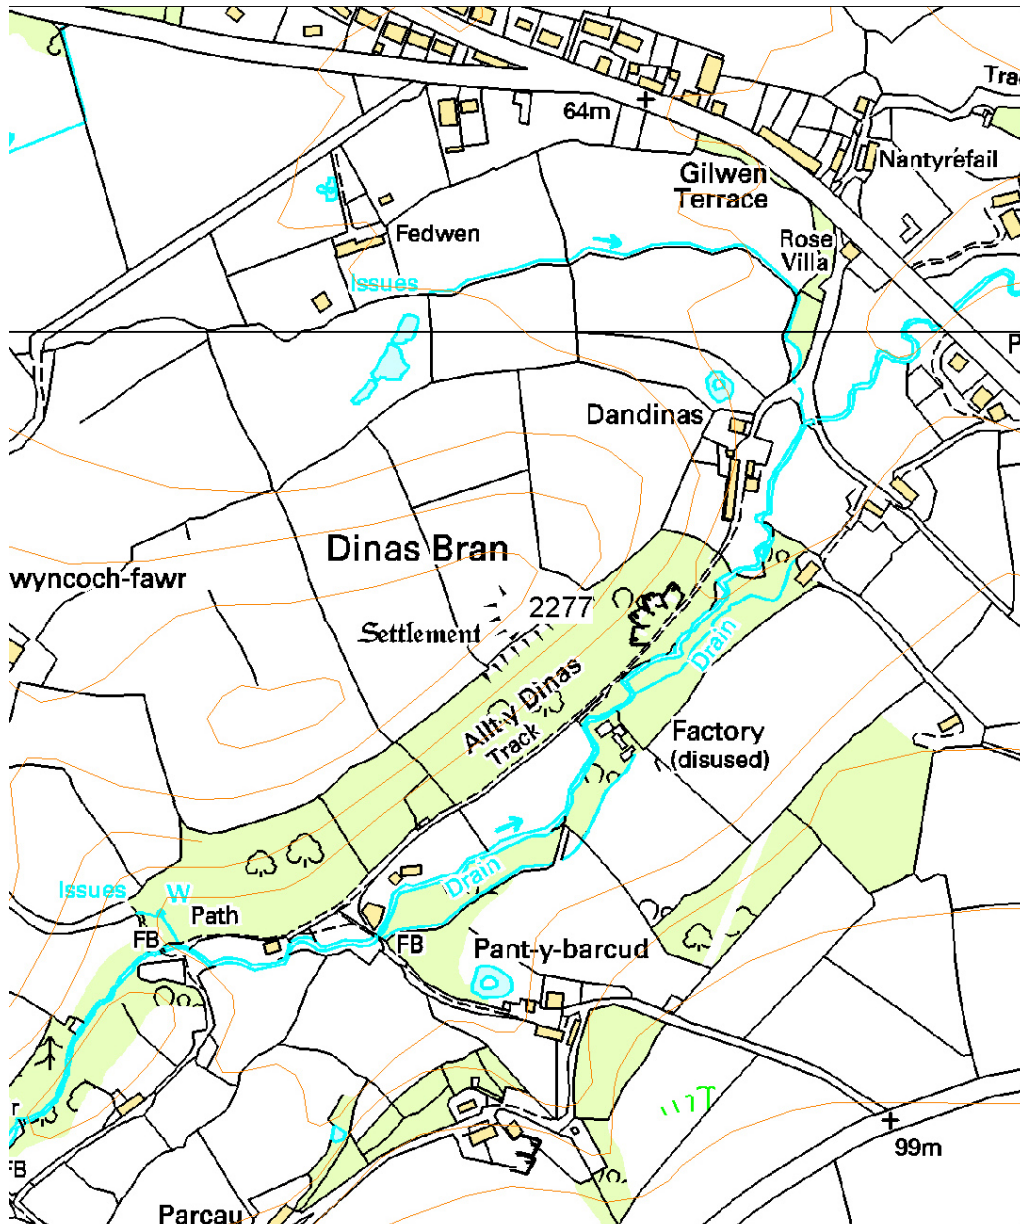 Trac
64m
Nantyrefail
Gilwen
Terrace
Fedwen
Rose
Villa
Issues
P
Dandinas
Dinas Bran
wyncoch-fawr
2277
Settlement
Drain
Allt y Dinas
Track
Factory
(disused)
Drain
Issues
W
Path
FB
FB
Pant-y-barcud
T
99m
FB
Parcau